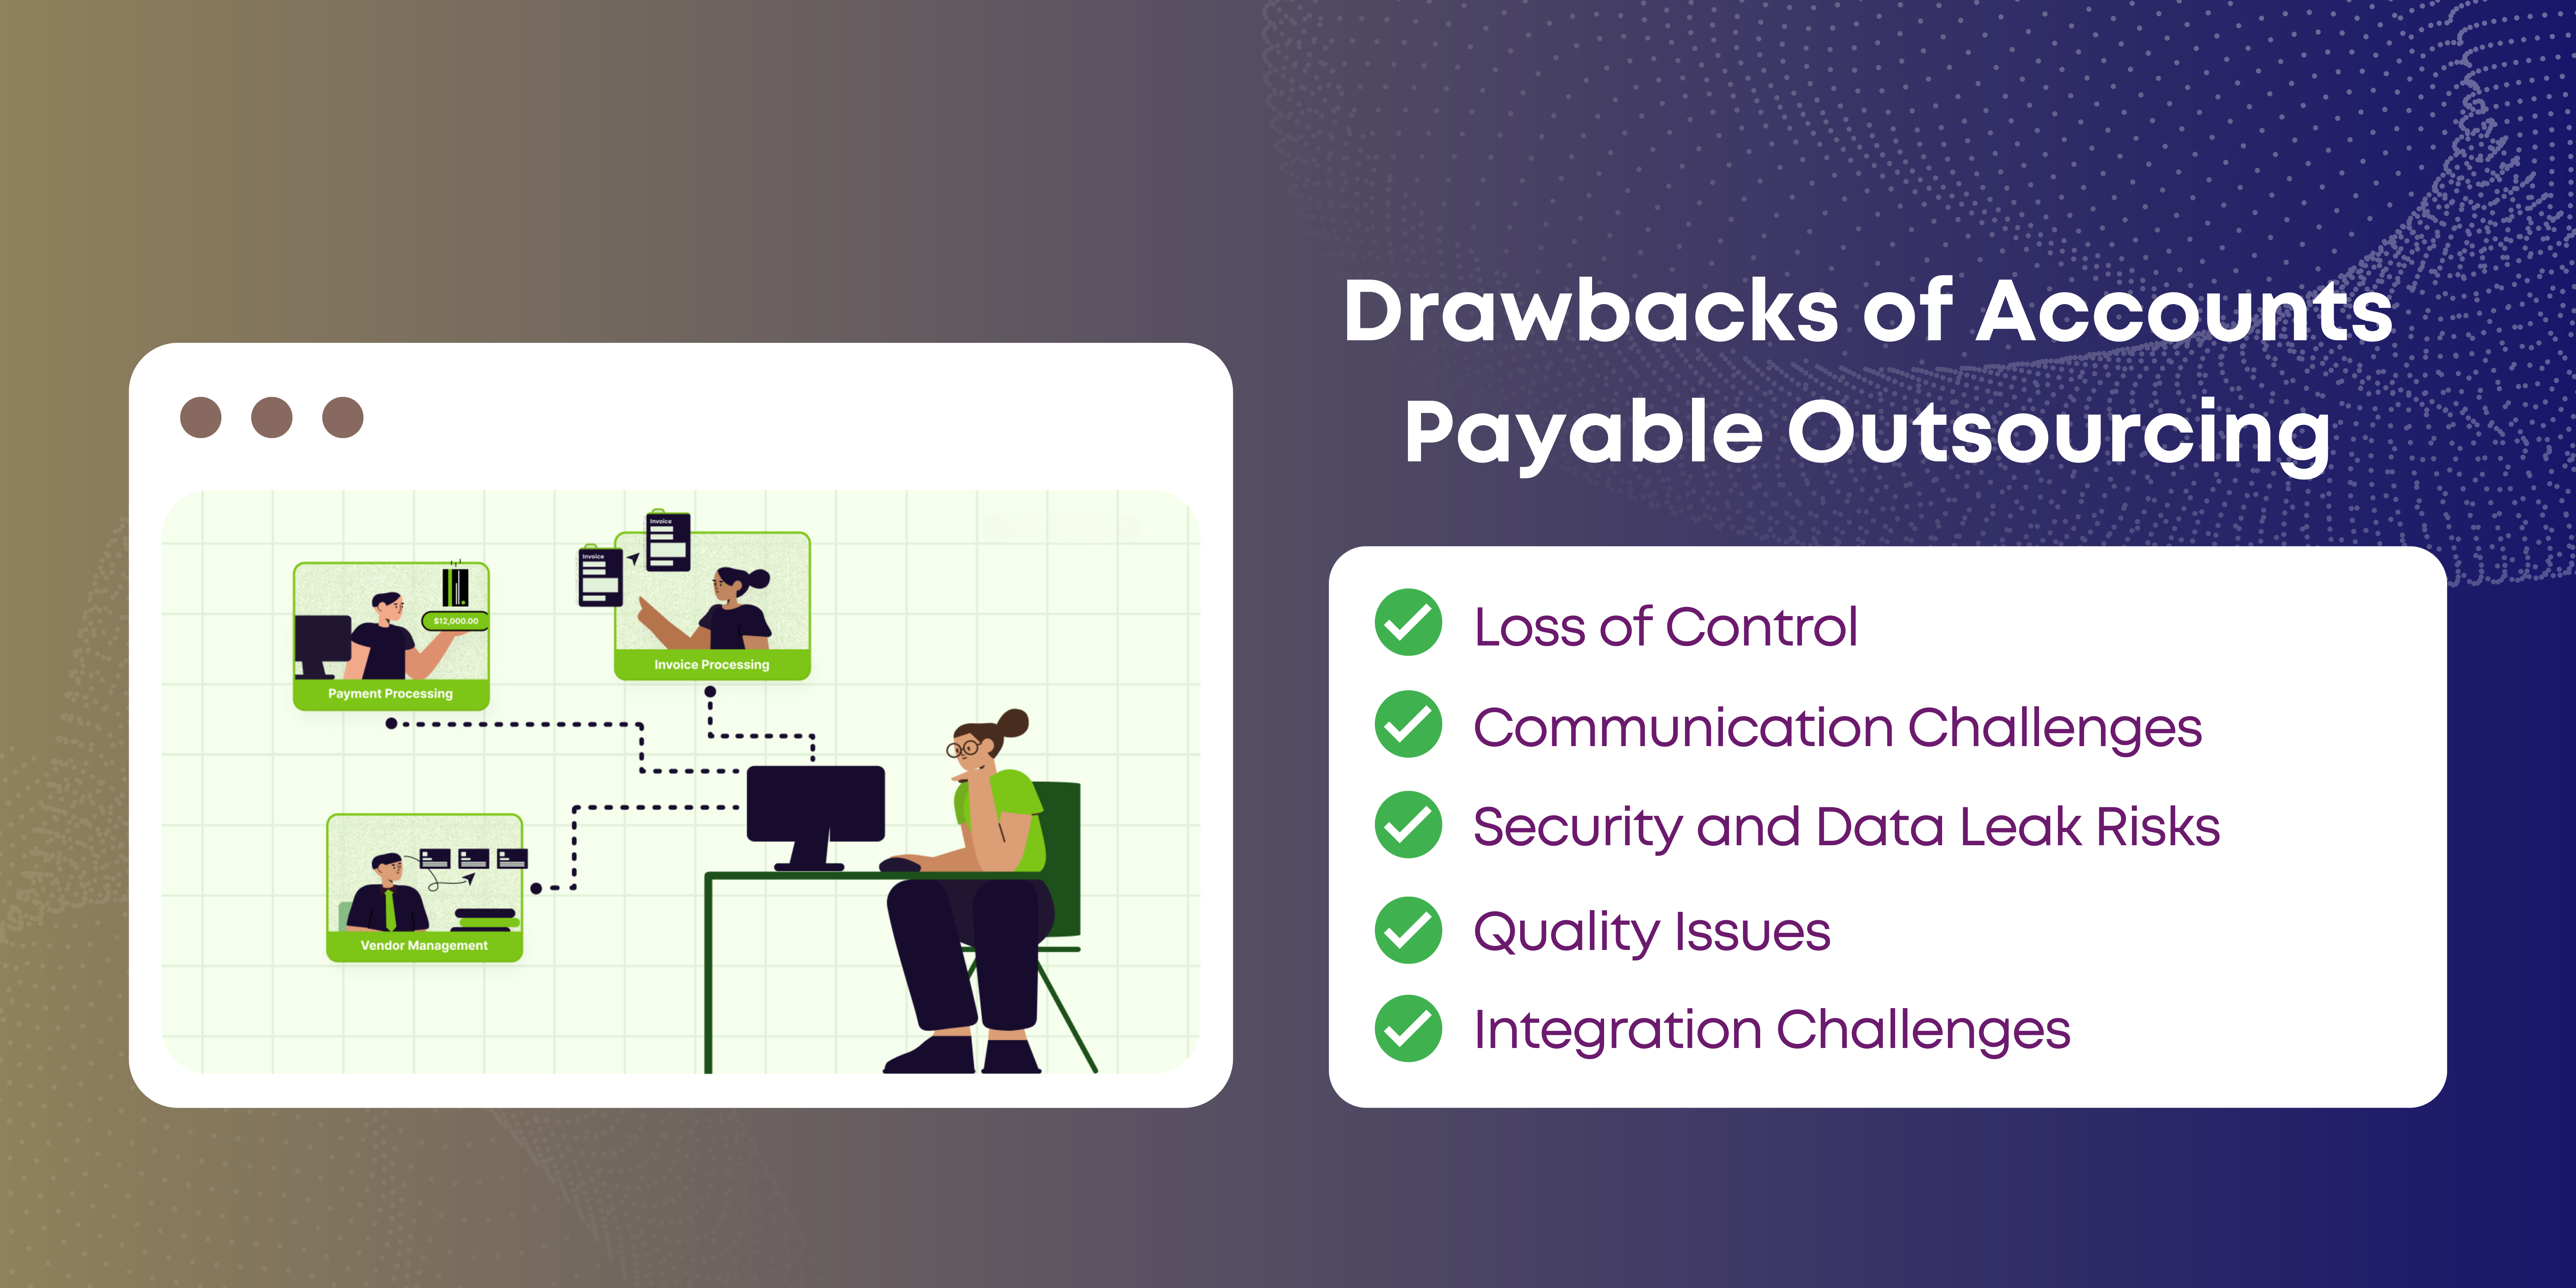 Drawbacks of Accounts
Payable Outsourcing
Invoice
Invoice
$12,000.00
Invoice Processing
Payment Processing
Vendor Management
Loss of Control
Communication Challenges
Security and Data Leak Risks
Quality Issues
Integration Challenges